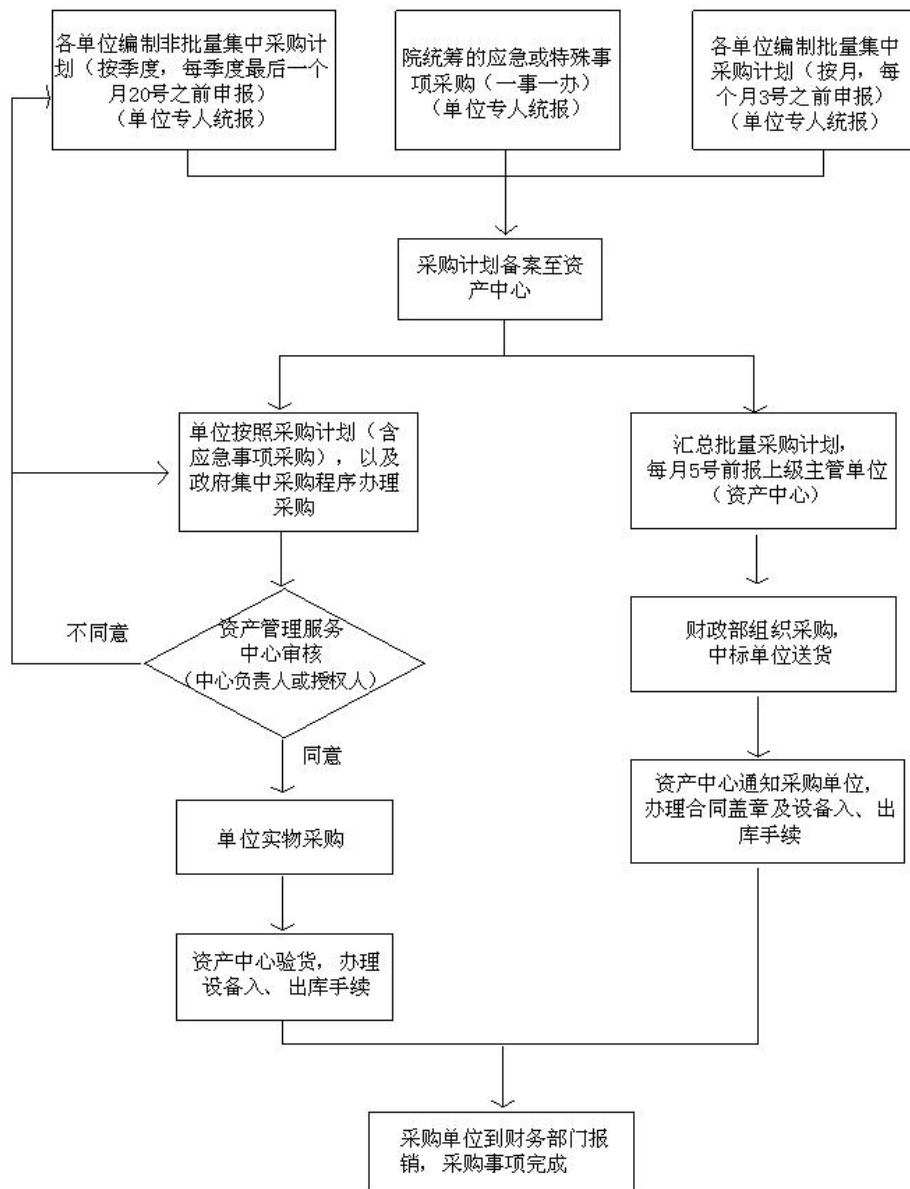 各单位编制非批量集中采购计
划（按季度，每季度最后一个
月20号之前申报）
（单位专人统报）
院统筹的应急或特殊事
项采购（一事一办）
（单位专人统报）
各单位编制批量集中
采购计划（按月，每
个月3号之前申报）
（单位专人统报）
采购计划备案至资
产中心
单位按照采购计划（含
应急事项采购），以及
政府集中采购程序办理
采购
汇总批量采购计划，
每月5号前报上级主管单位
（资产中心）
不同意
资产管理服务
中心审核
（中心负责人或授权人）
财政部组织采购，
中标单位送货
同意
资产中心通知采购单位，
办理合同盖章及设备入、出
库手续
单位实物采购
资产中心验货，办理
设备入、出库手续
采购单位到财务部门报
销，采购事项完成